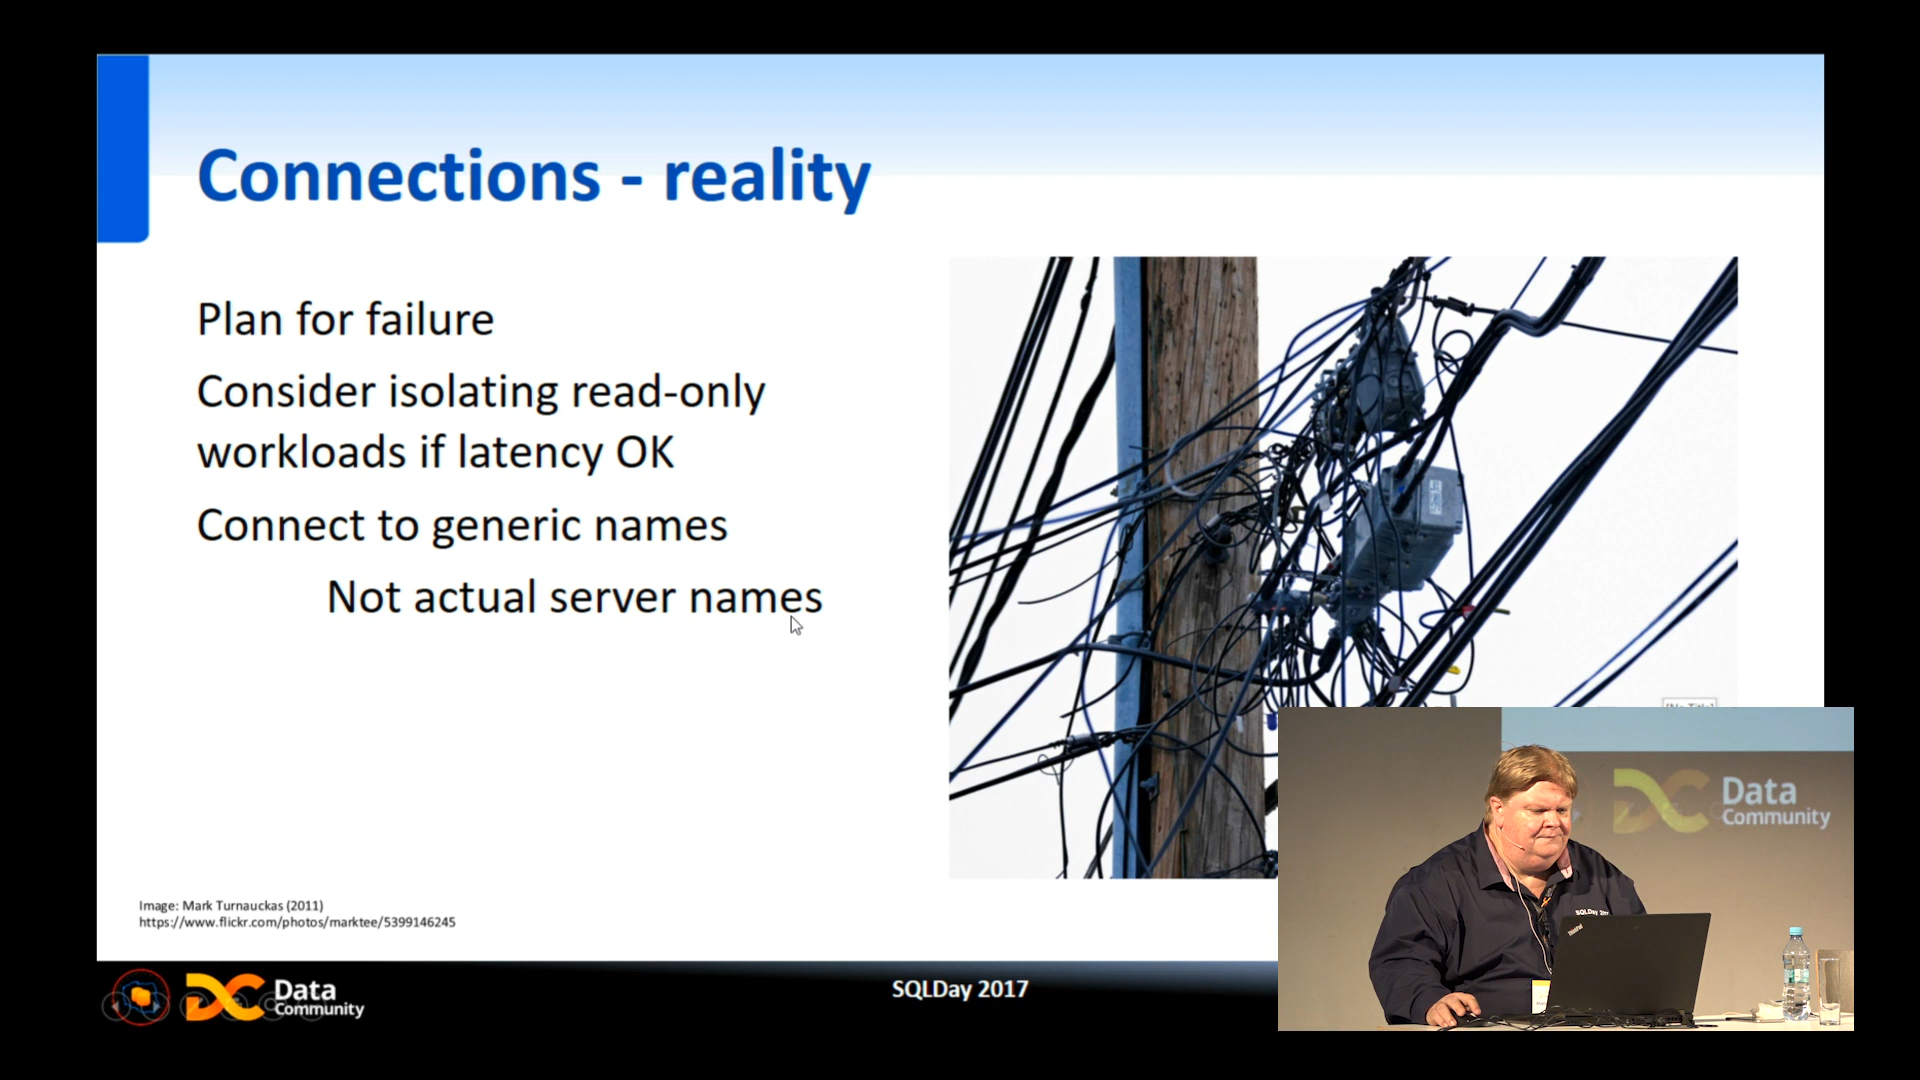 Connections - reality
Plan for failure
Consider isolating read-only
workloads if latency OK
Connect to generic names
Not actual server names
Image: Mark Turnauckas (2011)
https://www.flickr.com/photos/marktee/5399146245
Data
Community
SQLDay 2017
Data
Community
ThinkPad